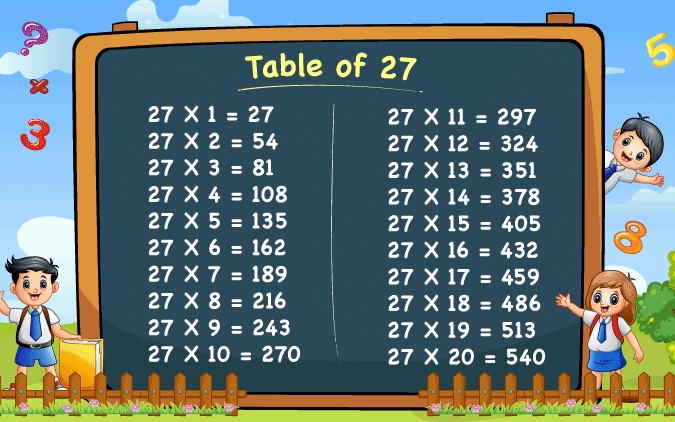 Table of 27
27 X 1 = 27
27 X 2 = 54
27 X 3 = 81
27 X 4 = 108
27 X 5 = 135
27 X 6 = 162
27 X 7 = 189
27 X 8 = 216
27 X 9 = 243
27 X 10 = 270
27 X 11 = 297
27 X 12 = 324
27 X 13 = 351
27 X 14 = 378
27 X 15 = 405
27 X 16 = 432
27 X 17 = 459
27 X 18 = 486
27 X 19 = 513
27 X 20 = 540
?
×
3
5
8